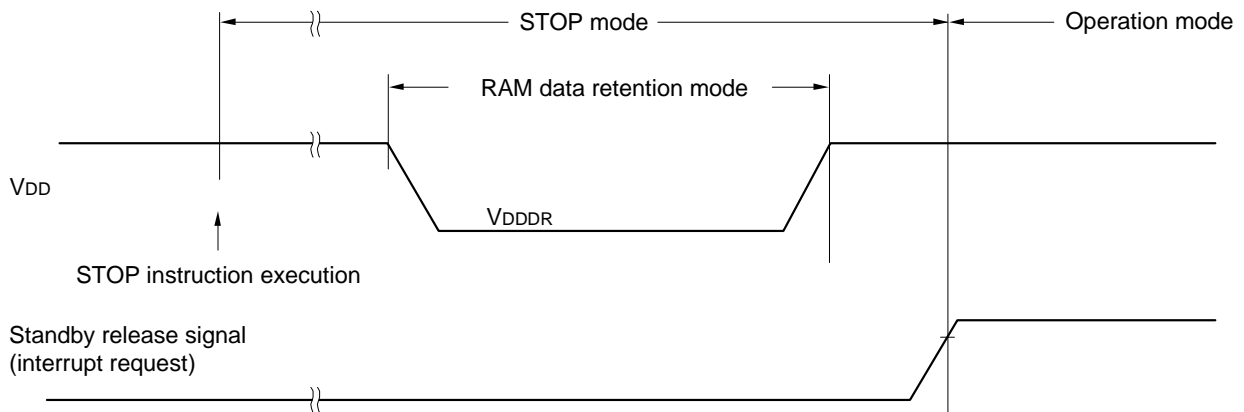 STOP mode
Operation mode
RAM data retention mode
VDD
VDDDR
STOP instruction execution
Standby release signal
(interrupt request)